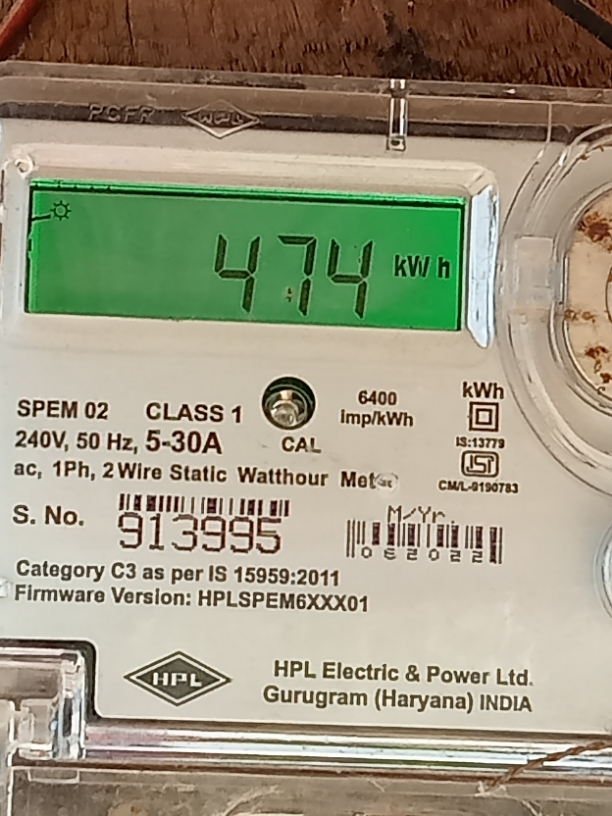 HPL
474 kWh
SPEM 02 CLASS 1
6400
imp/kWh
kWh
240V, 50 Hz, 5-30A
CAL
IS:13779
ac, 1Ph, 2 Wire Static Watthour Meter
ISI
CM/L-9190783
S. No. 913995
M/Yr.
062022
Category C3 as per IS 15959:2011
Firmware Version: HPLSPEM6XXX01
HPL
HPL Electric & Power Ltd.
Gurugram (Haryana) INDIA